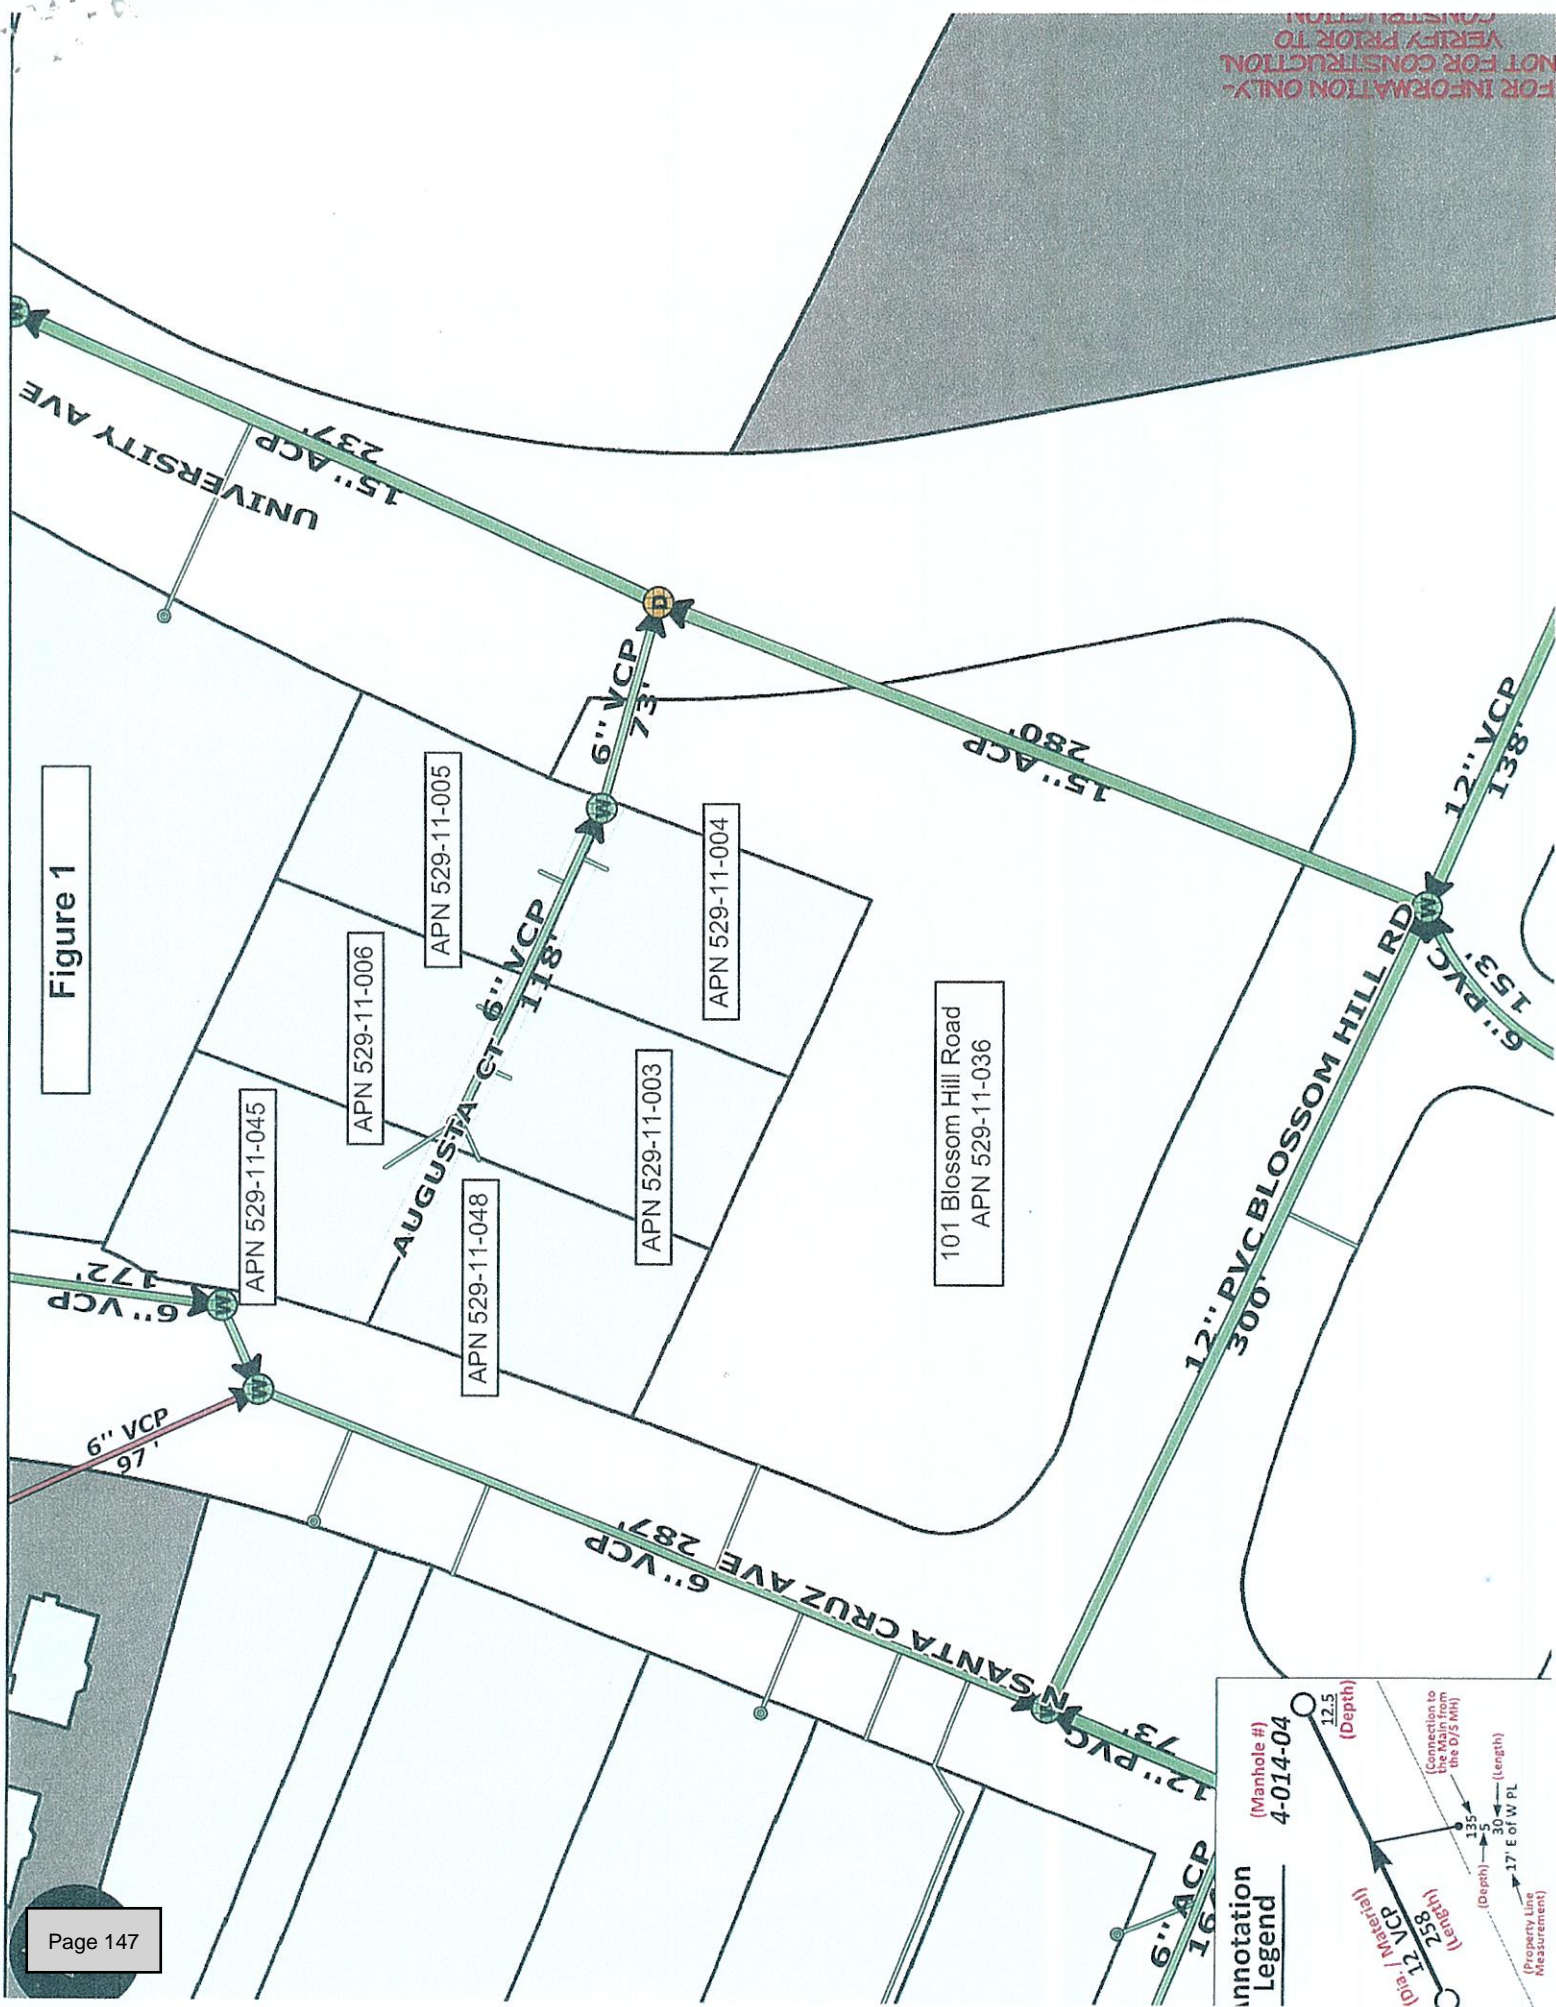 FOR INFORMATION ONLY-
NOT FOR CONSTRUCTION.
VERIFY PRIOR TO
CONSTRUCTION
Figure 1
UNIVERSITY AVE
15" ACP
237'
6" VCP
73'
15" ACP
280'
12" VCP
138'
6" PVC
153'
APN 529-11-005
APN 529-11-004
APN 529-11-006
APN 529-11-003
APN 529-11-045
APN 529-11-048
6" VCP
118'
AUGUSTA CT
101 Blossom Hill Road
APN 529-11-036
BLOSSOM HILL RD
12" PVC
300'
6" VCP
172'
6" VCP
97'
6" VCP
287'
N SANTA CRUZ AVE
12" PVC
73'
6" ACP
W
W
D
W
W
W
Annotation
Legend
(Manhole #)
4-014-04
12.5
(Depth)
(Dia. / Material)
12 VCP
258
(Length)
(Connection to
the Main from
the D/S MH)
135
(Depth)
5
30
(Length)
17' E of W PL
(Property Line
Measurement)
Page 147